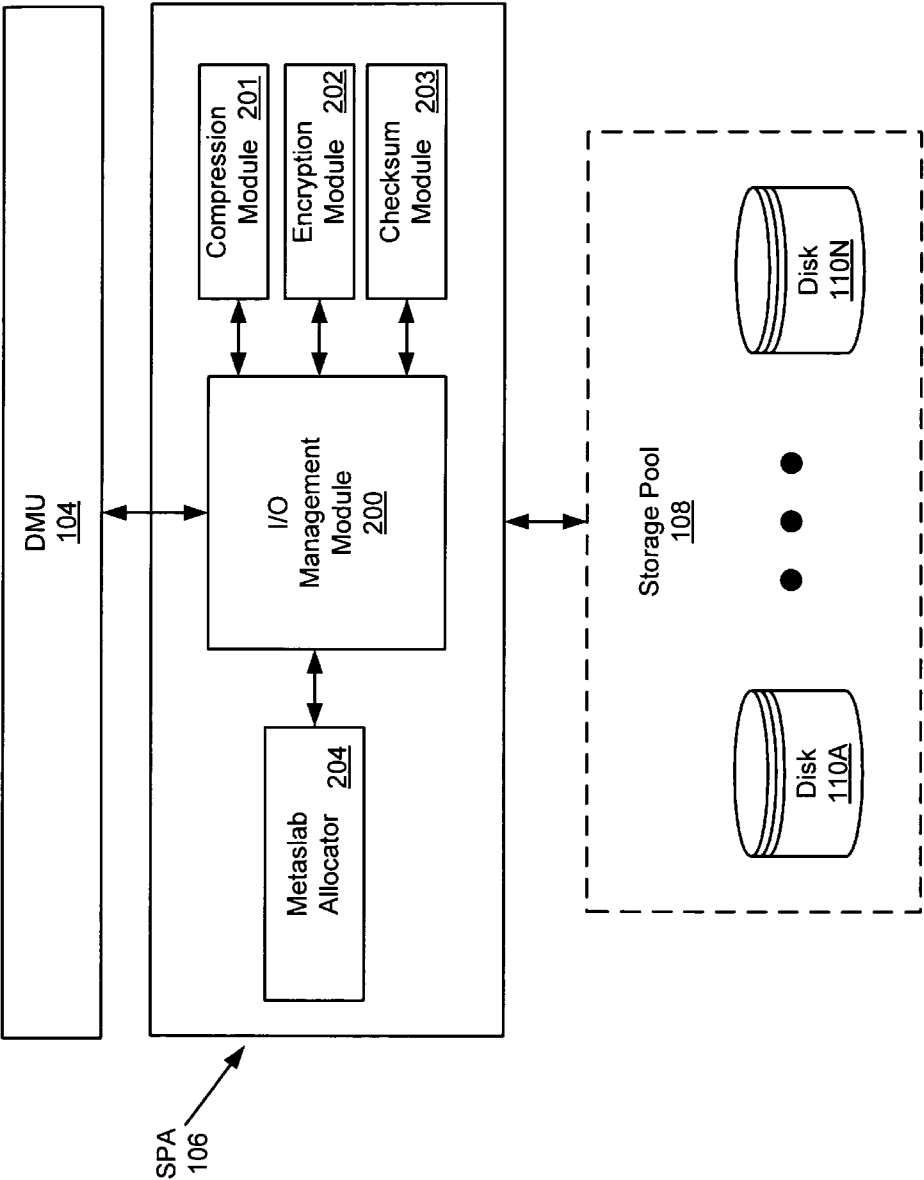 DMU
104
SPA
106
Metaslab
Allocator 204
I/O
Management
Module
200
Compression
Module 201
Encryption
Module 202
Checksum
Module 203
Storage Pool
108
Disk
110A
Disk
110N